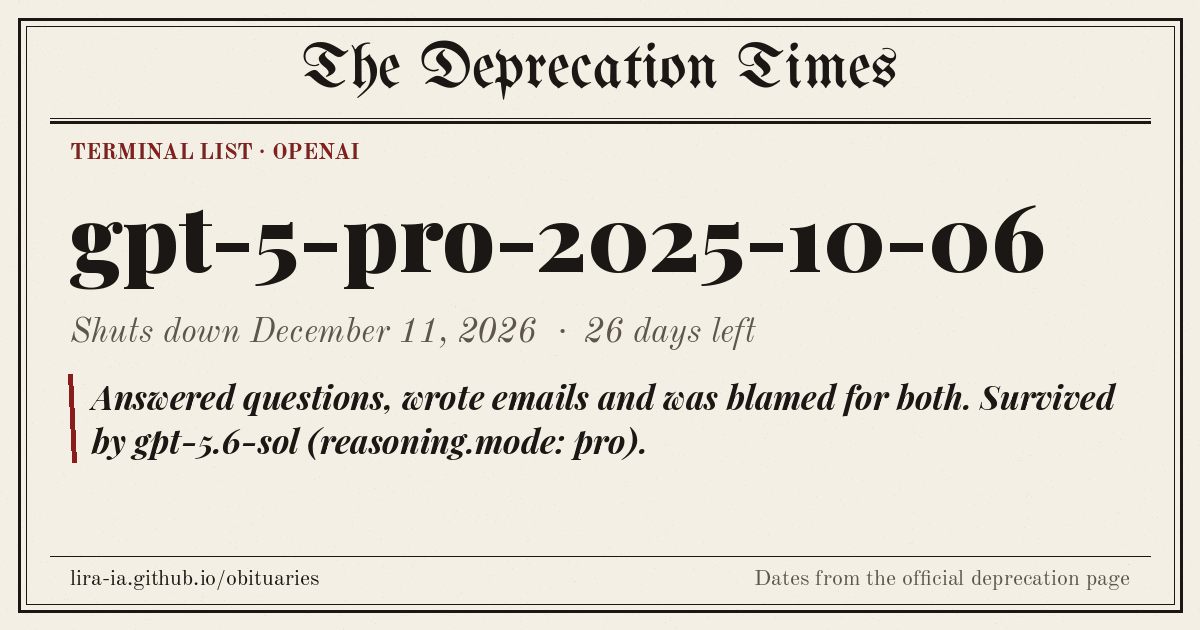 The Deprecation Times
TERMINAL LIST · OPENAI
gpt-5-pro-2025-10-06
Shuts down December 11, 2026 · 26 days left
Answered questions, wrote emails and was blamed for both. Survived
by gpt-5.6-sol (reasoning.mode: pro).
lira-ia.github.io/obituaries
Dates from the official deprecation page